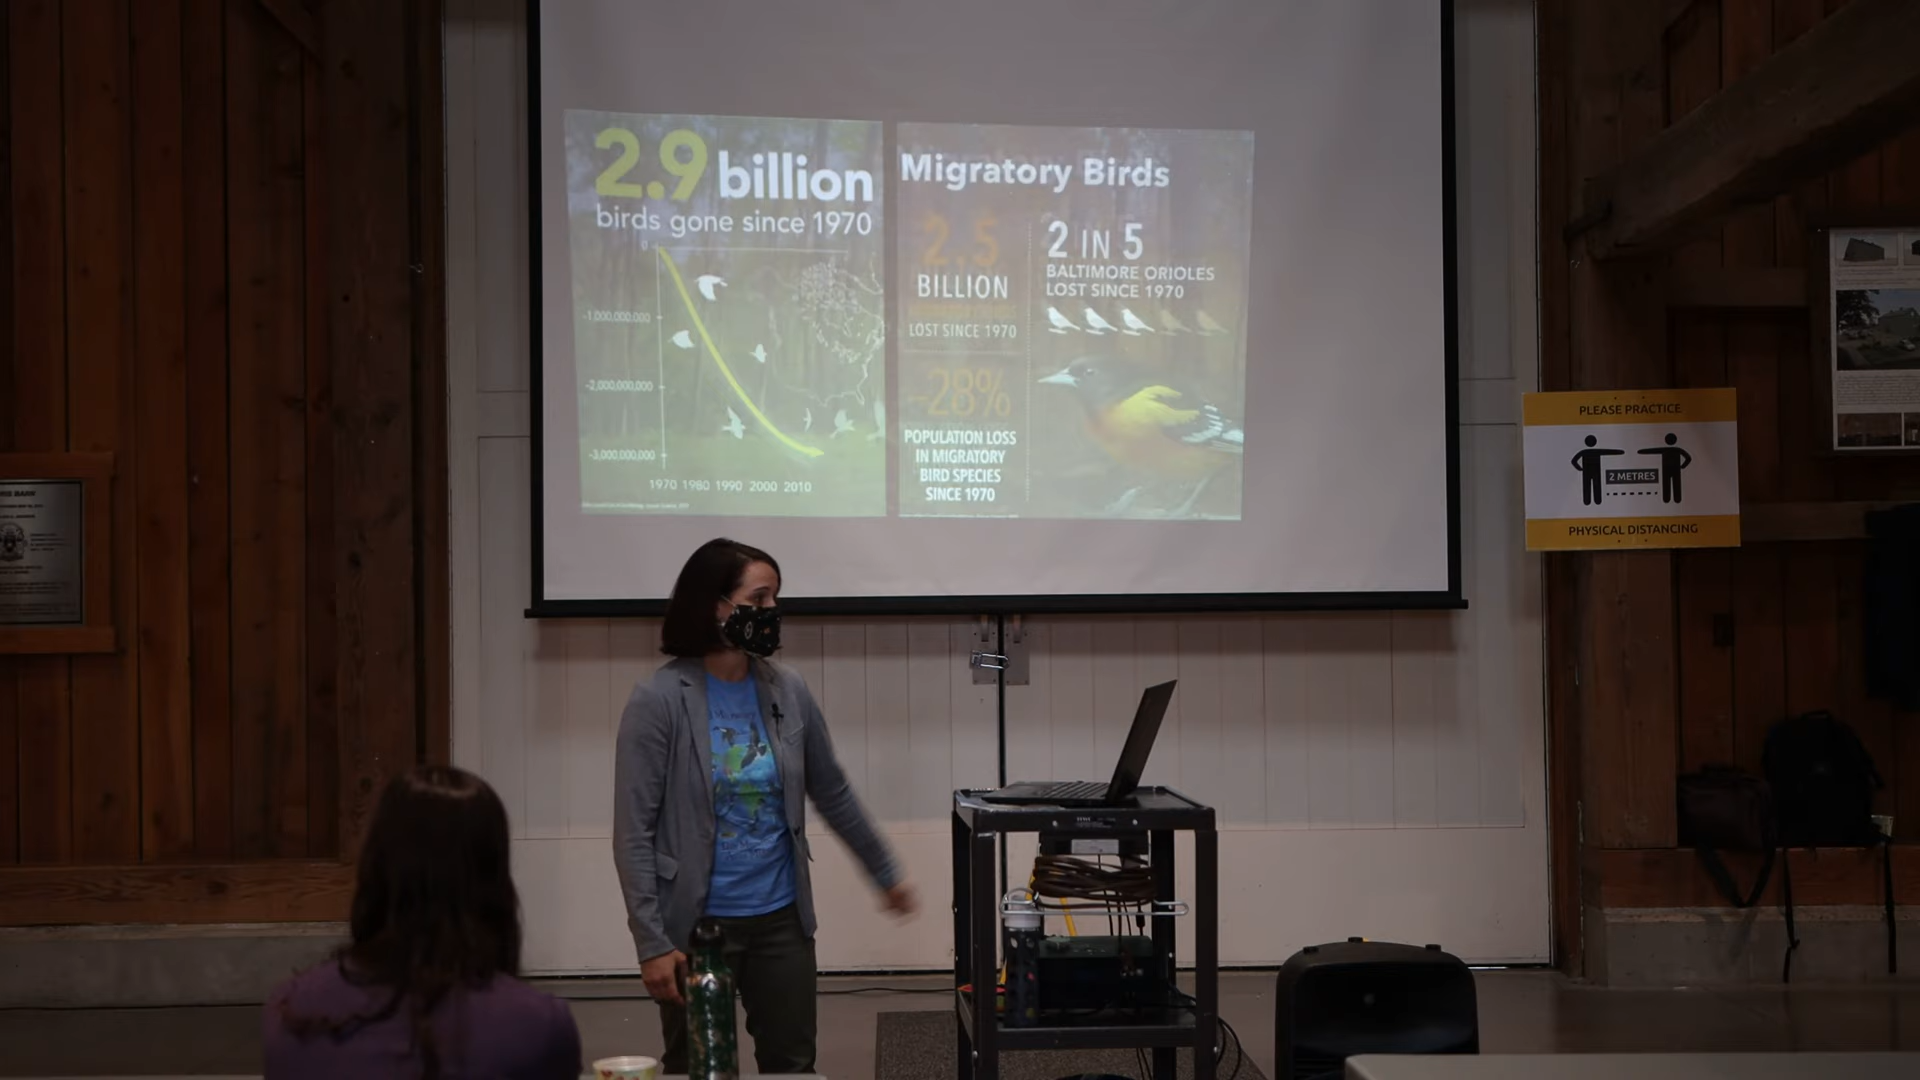 2.9 billion
birds gone since 1970
0
-1,000,000,000
-2,000,000,000
-3,000,000,000
1970 1980 1990 2000 2010
Migratory Birds
2.5
BILLION
LOST SINCE 1970
-28%
POPULATION LOSS
IN MIGRATORY
BIRD SPECIES
SINCE 1970
2 IN 5
BALTIMORE ORIOLES
LOST SINCE 1970
PLEASE PRACTICE
2 METRES
PHYSICAL DISTANCING